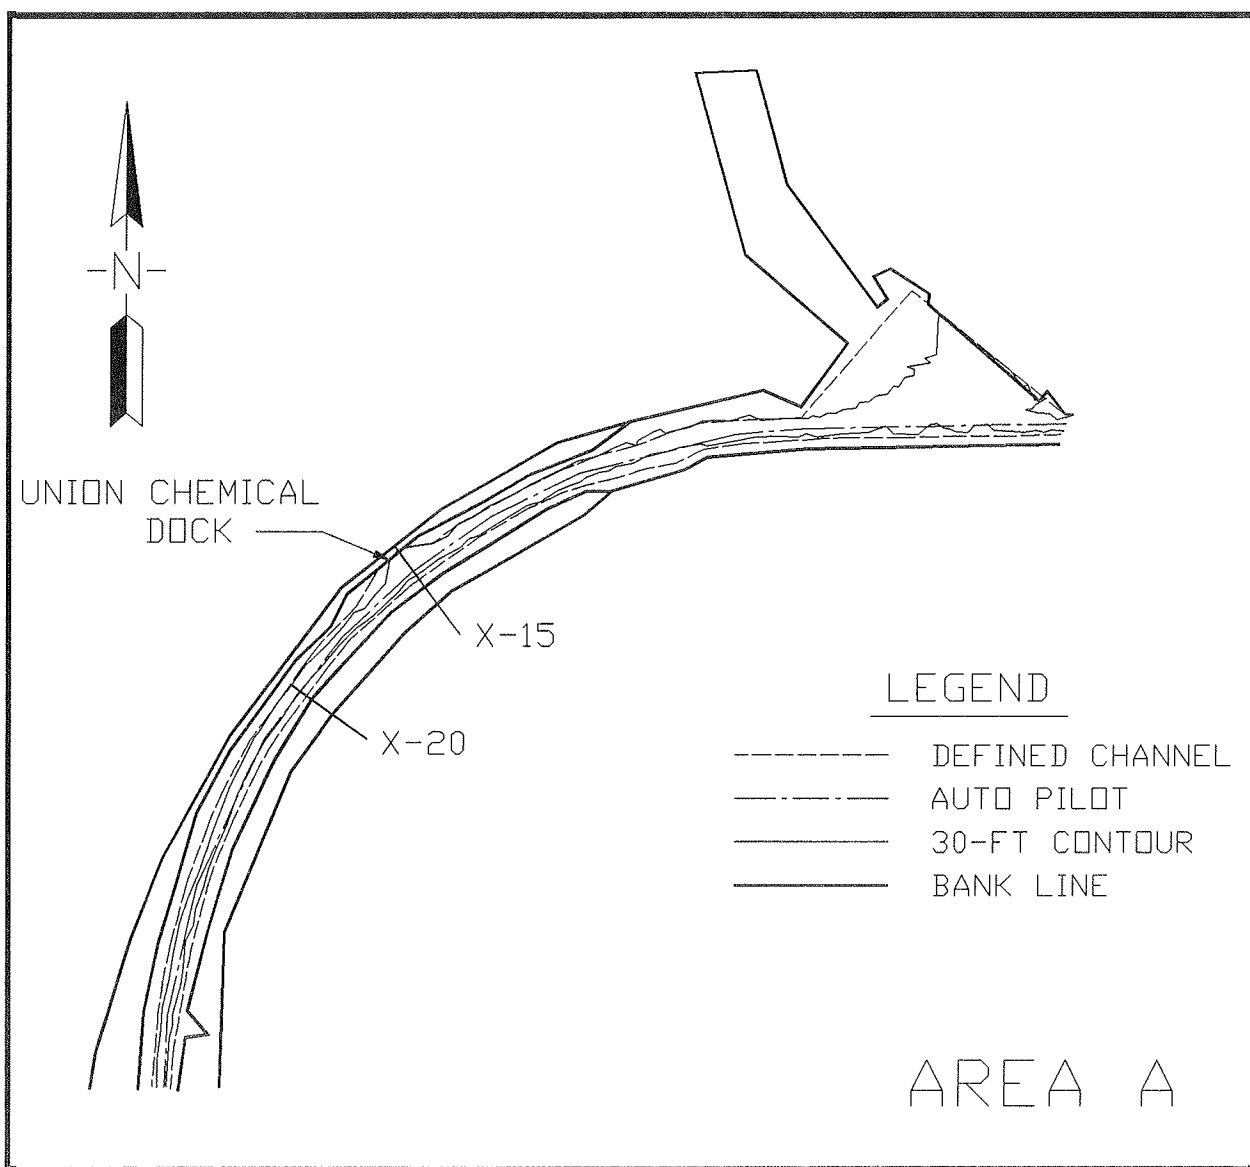 -N-
UNION CHEMICAL
DOCK
X-15
X-20
LEGEND
DEFINED CHANNEL
AUTO PILOT
30-FT CONTOUR
BANK LINE
AREA A